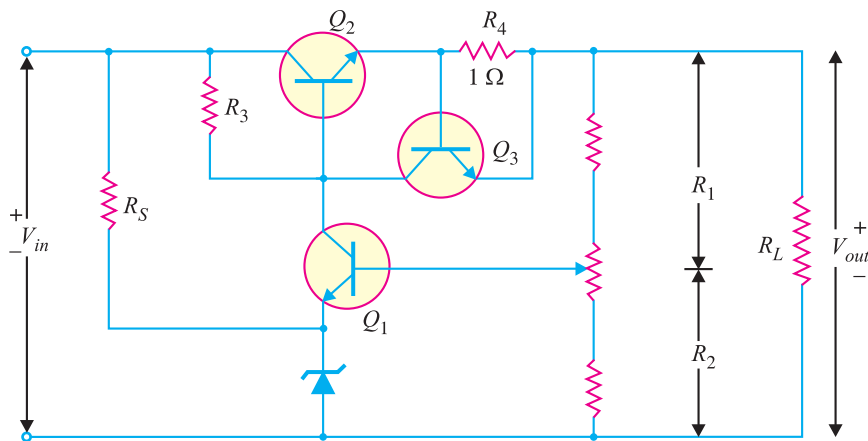 Q2
R4
1 Ω
R3
Q3
RS
R1
+
Vin
−
RL
+
Vout
−
Q1
R2